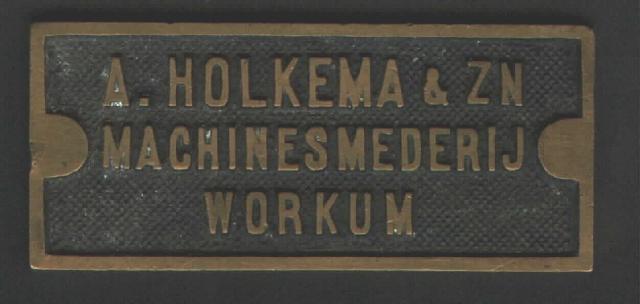 A. HOLKEMA & ZN
MACHINESMEDERIJ
WORKUM